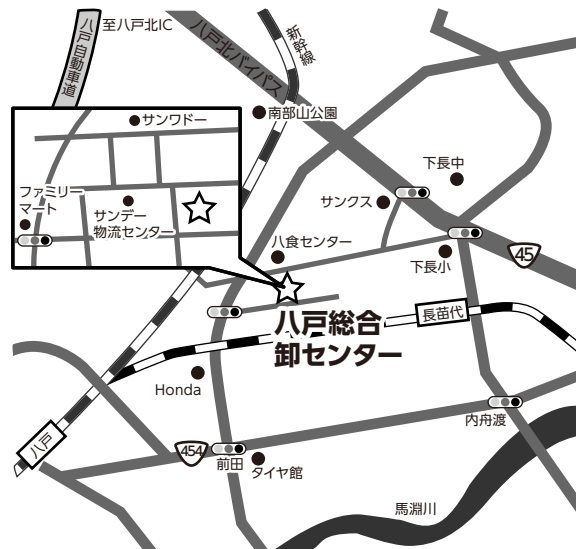 至八戸北IC
八戸自動車道
八戸北バイパス
新幹線
南部山公園
サンワドー
ファミリー
マート
サンデー
物流センター
下長中
サンクス
八食センター
下長小
45
八戸総合
卸センター
長苗代
Honda
八戸
454
前田
タイヤ館
内舟渡
馬淵川